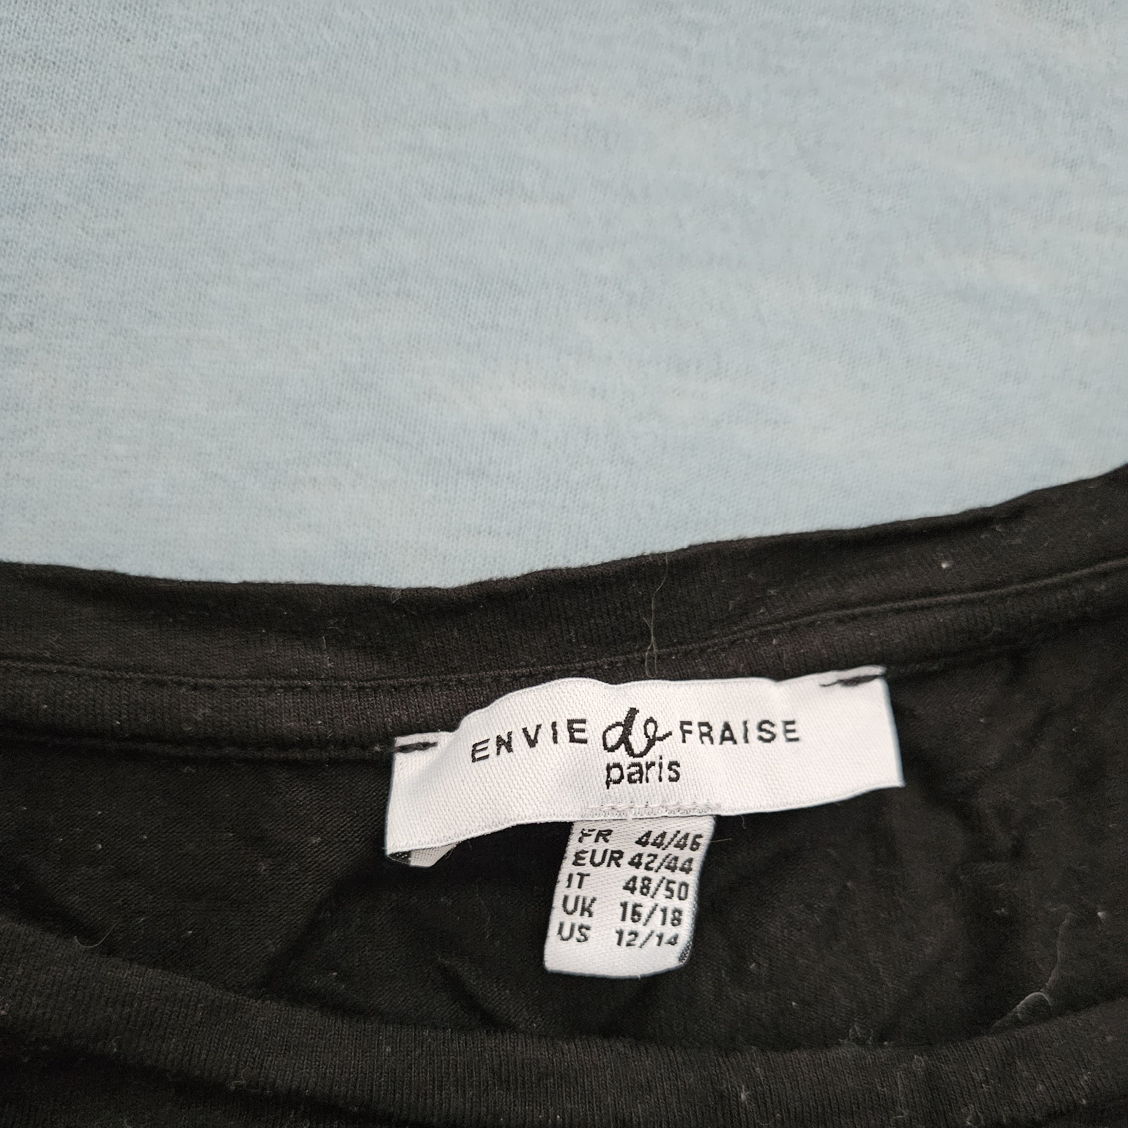 ENVIE de FRAISE
paris
FR 44/46
EUR 42/44
IT 48/50
UK 16/18
US 12/14